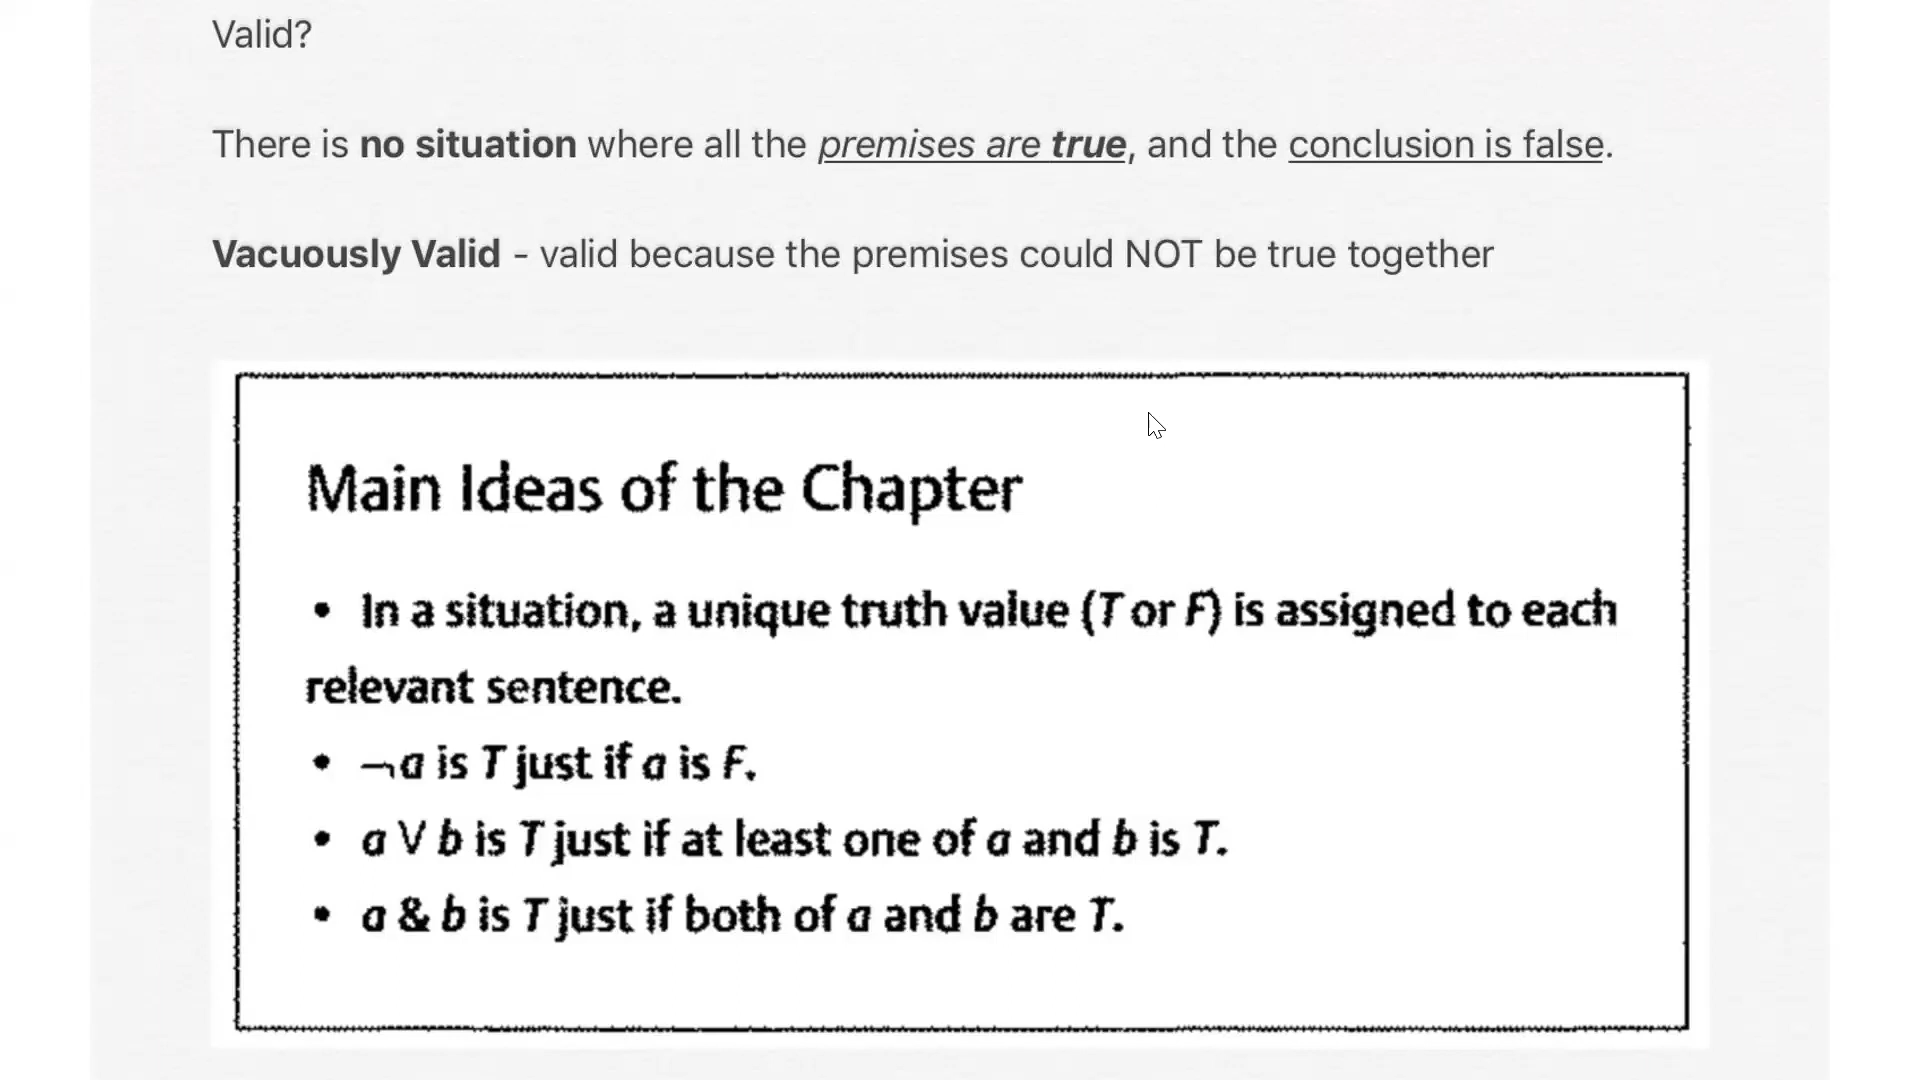 Valid?
There is no situation where all the premises are true, and the conclusion is false.
Vacuously Valid - valid because the premises could NOT be true together
Main Ideas of the Chapter
• In a situation, a unique truth value (T or F) is assigned to each
relevant sentence.
• ¬a is T just if a is F.
• a ∨ b is T just if at least one of a and b is T.
• a & b is T just if both of a and b are T.